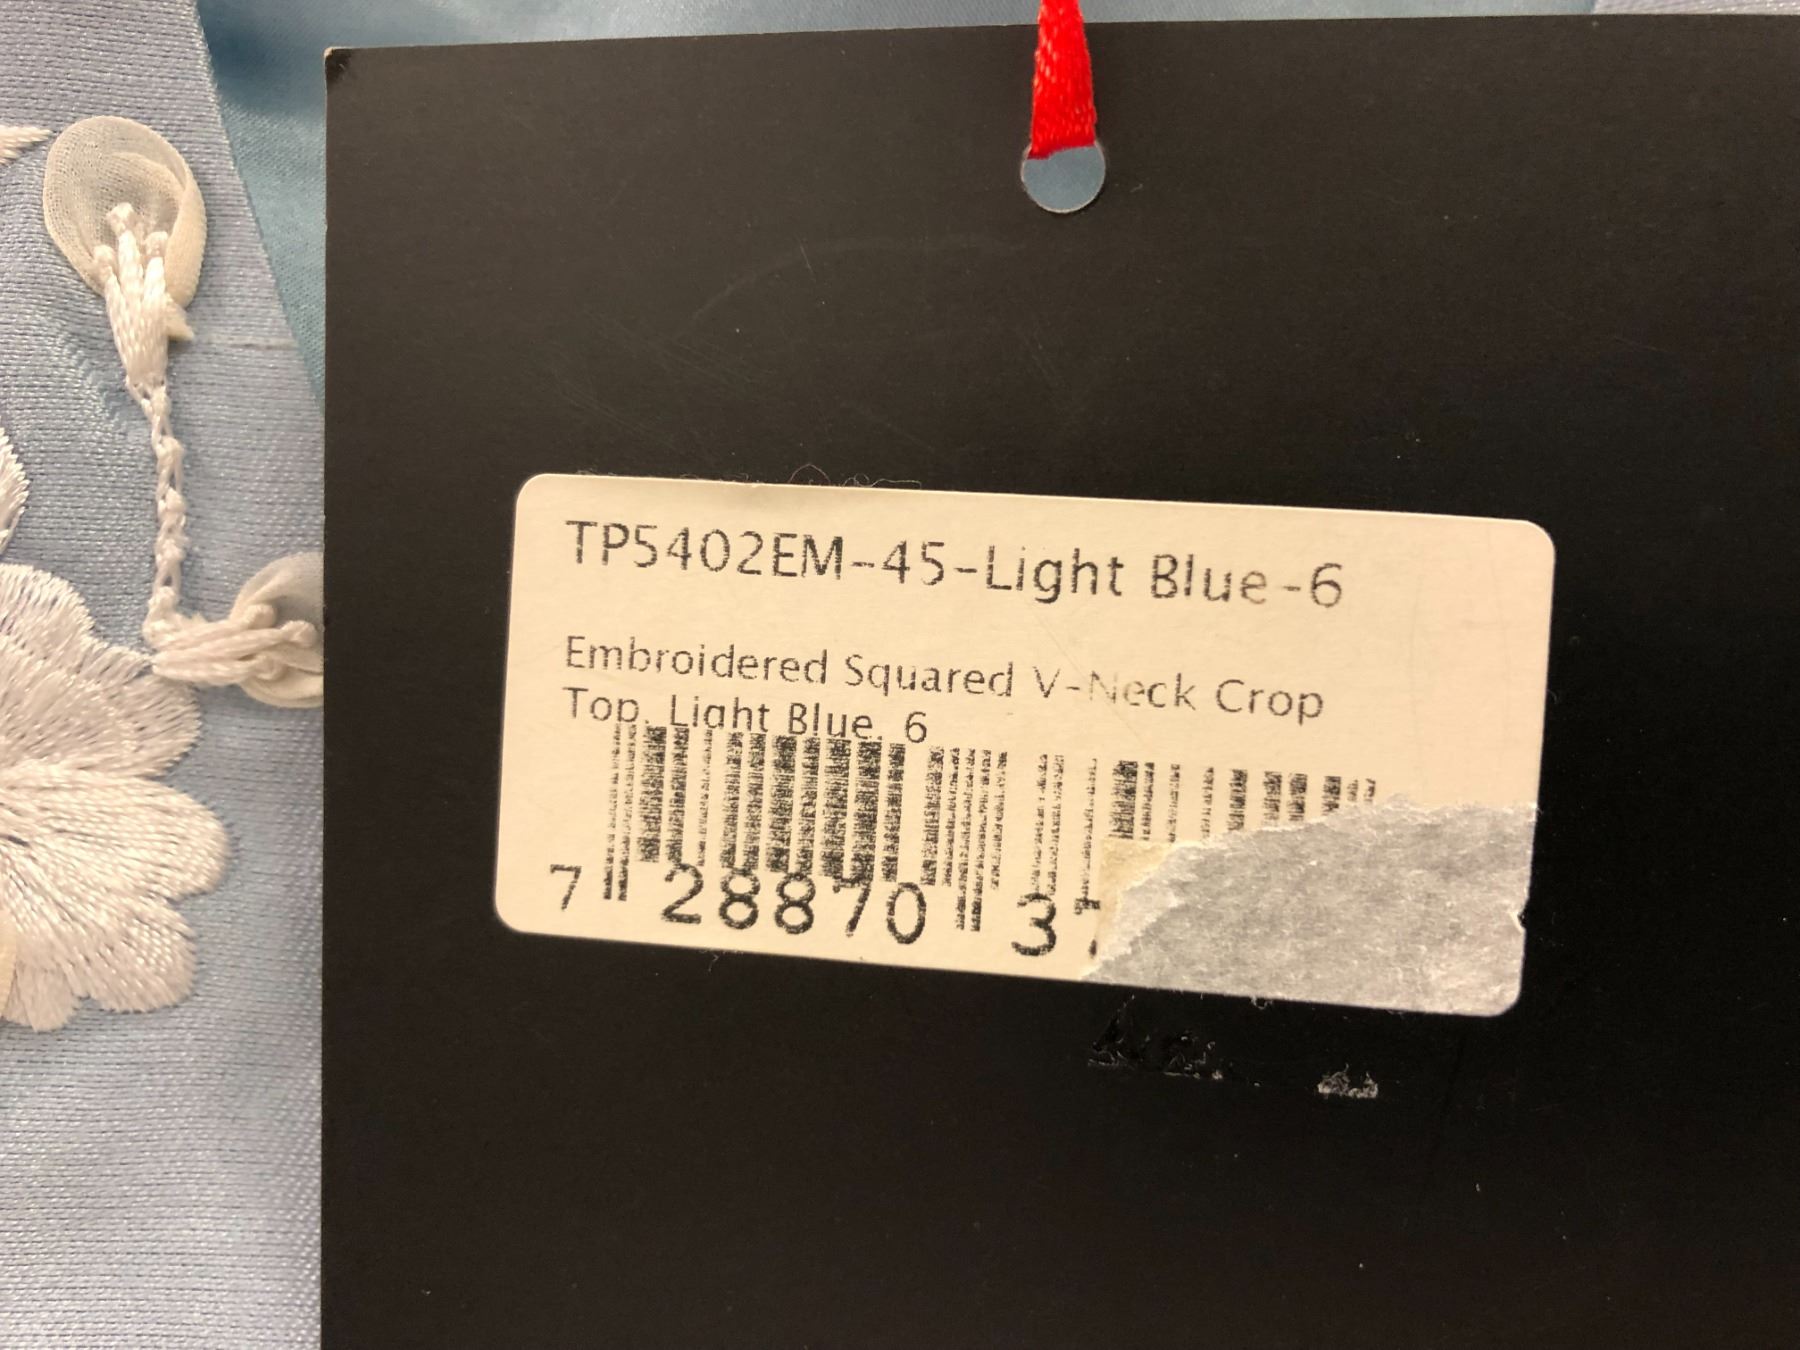 TP5402EM-45-Light Blue-6
Embroidered Squared V-Neck Crop
Top, Light Blue, 6
7 28870 3